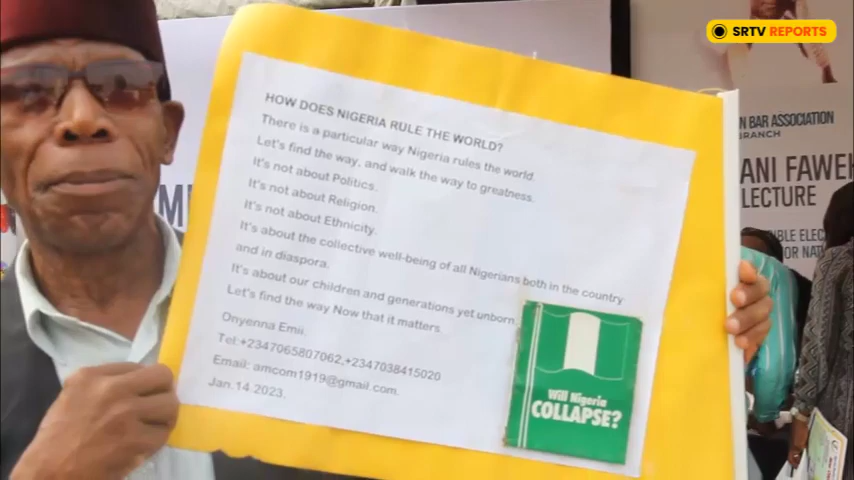 SRTV REPORTS
HOW DOES NIGERIA RULE THE WORLD?
There is a particular way Nigeria rules the world.
Let's find the way, and walk the way to greatness.
It's not about Politics.
It's not about Religion.
It's not about Ethnicity.
It's about the collective well-being of all Nigerians both in the country
and in diaspora.
It's about our children and generations yet unborn.
Let's find the way Now that it matters.
Onyenna Emii.
Tel:+2347065807062,+2347038415020
Email: amcom1919@gmail.com.
Jan.14.2023.
Will Nigeria
COLLAPSE?
BAR ASSOCIATION
BRANCH
ANI FAWEH
LECTURE